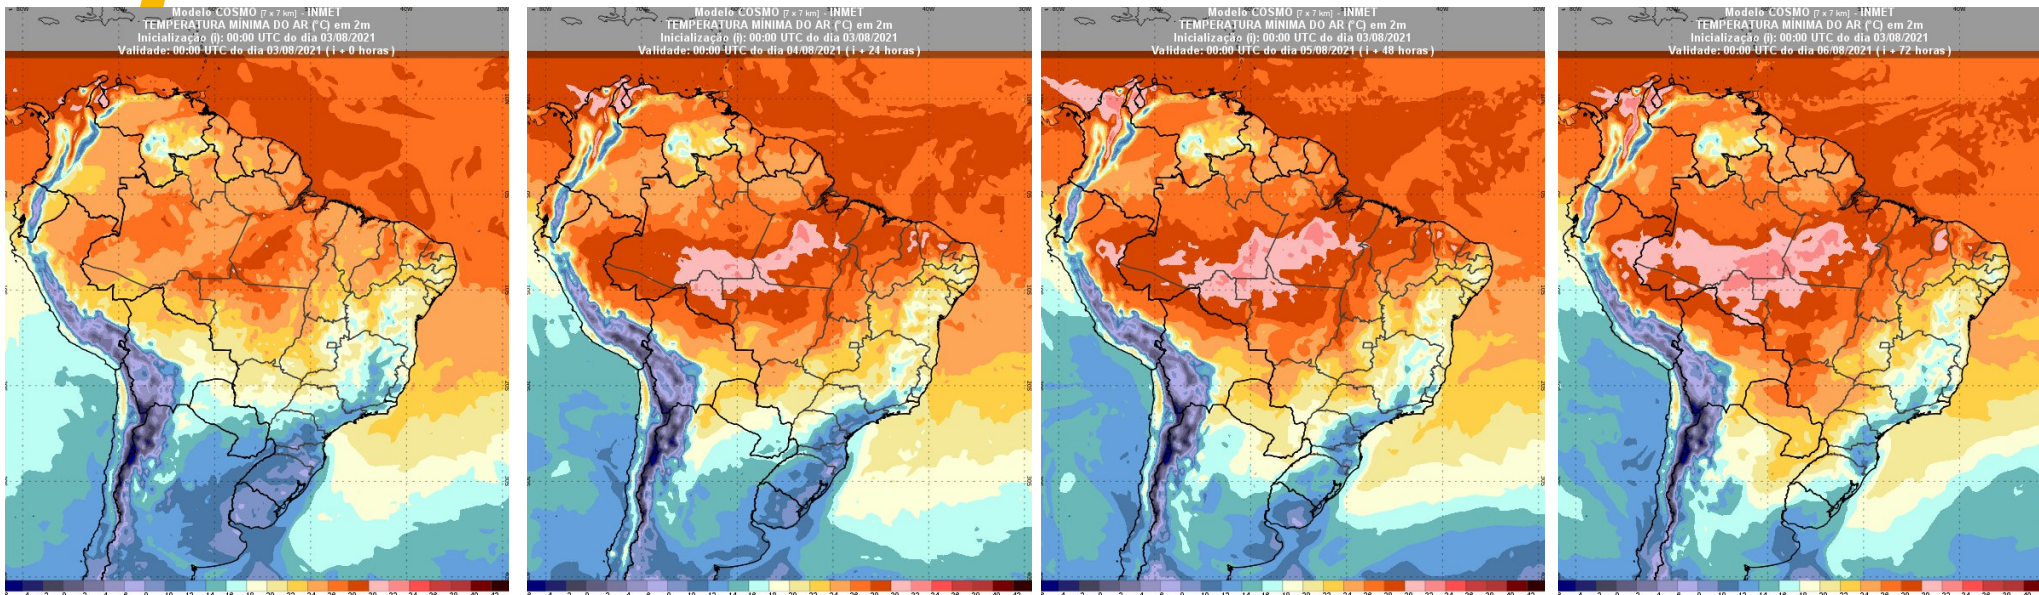 Modelo COSMO [7 x 7 km] - INMET
TEMPERATURA MÍNIMA DO AR (°C) em 2m
Inicialização (i): 00:00 UTC do dia 03/08/2021
Validade: 00:00 UTC do dia 03/08/2021 ( i + 0 horas )
Modelo COSMO [7 x 7 km] - INMET
TEMPERATURA MÍNIMA DO AR (°C) em 2m
Inicialização (i): 00:00 UTC do dia 03/08/2021
Validade: 00:00 UTC do dia 04/08/2021 ( i + 24 horas )
Modelo COSMO [7 x 7 km] - INMET
TEMPERATURA MÍNIMA DO AR (°C) em 2m
Inicialização (i): 00:00 UTC do dia 03/08/2021
Validade: 00:00 UTC do dia 05/08/2021 ( i + 48 horas )
Modelo COSMO [7 x 7 km] - INMET
TEMPERATURA MÍNIMA DO AR (°C) em 2m
Inicialização (i): 00:00 UTC do dia 03/08/2021
Validade: 00:00 UTC do dia 06/08/2021 ( i + 72 horas )